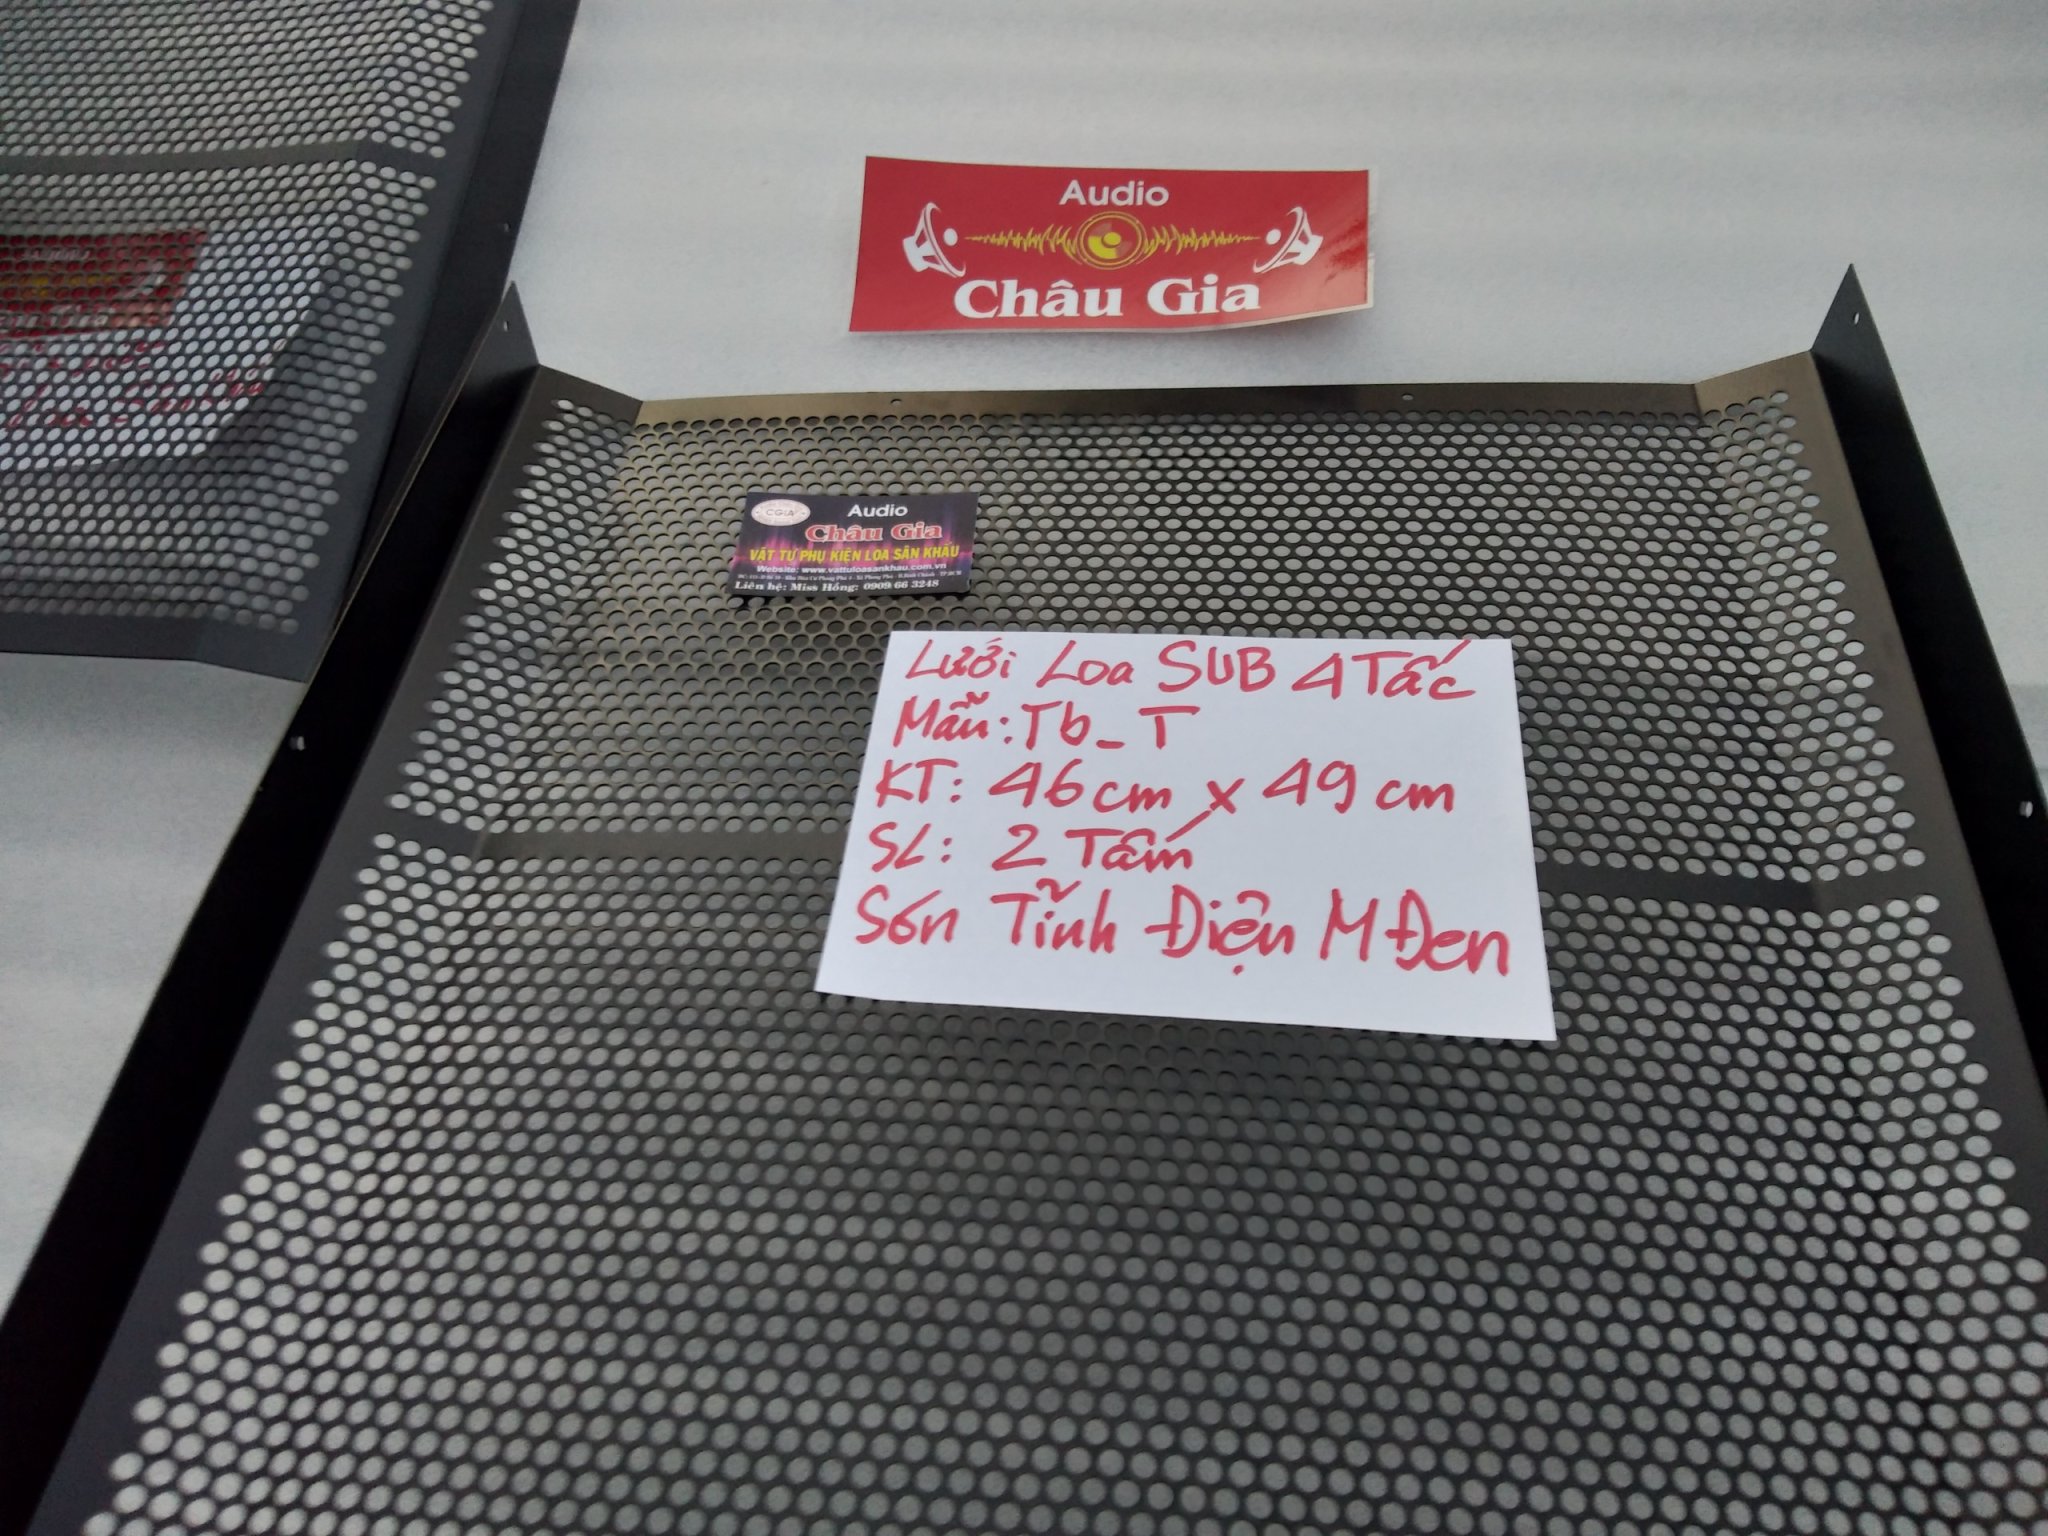 Audio
Châu Gia
CGIA
Audio
Châu Gia
VẬT TƯ PHỤ KIỆN LOA SÂN KHẤU
Website: www.vattuloasankhau.com.vn
Liên hệ: Miss Hồng: 0909 66 3248
Lưới Loa SUB 4Tấc
Mẫu: Tb_T
KT: 46cm x 49cm
SL: 2 Tấm
Sơn Tĩnh Điện M Đen